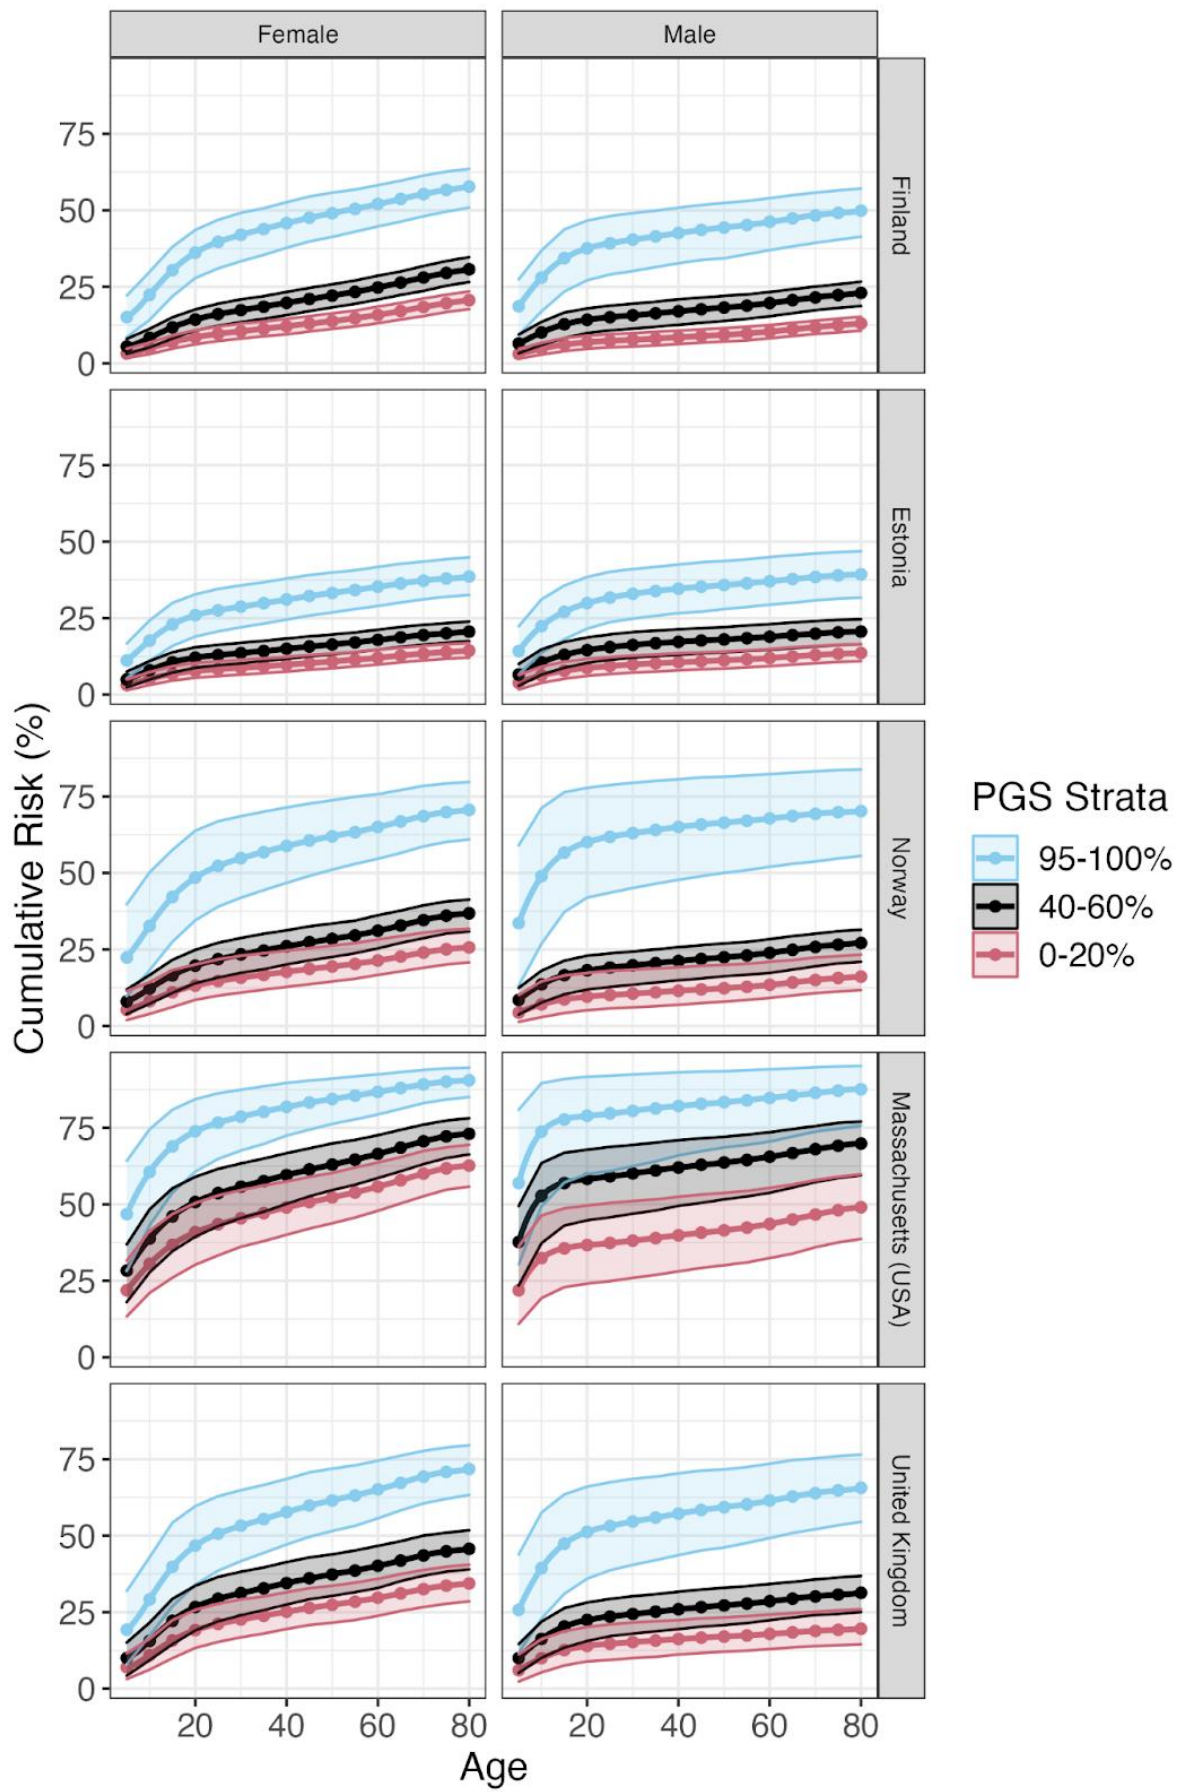 Female
Male
75
50
25
0
Finland
75
50
25
0
Estonia
Cumulative Risk (%)
75
50
25
0
Norway
PGS Strata
95-100%
40-60%
0-20%
75
50
25
0
Massachusetts (USA)
75
50
25
0
United Kingdom
20 40 60 80 20 40 60 80
Age